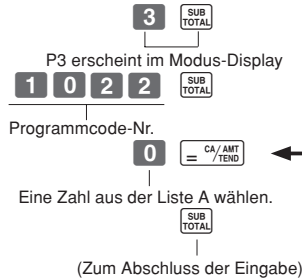 3 SUB TOTAL
P3 erscheint im Modus-Display
1 0 2 2 SUB TOTAL
Programmcode-Nr.
0 = CA/AMT TEND
Eine Zahl aus der Liste A wählen.
SUB TOTAL
(Zum Abschluss der Eingabe)